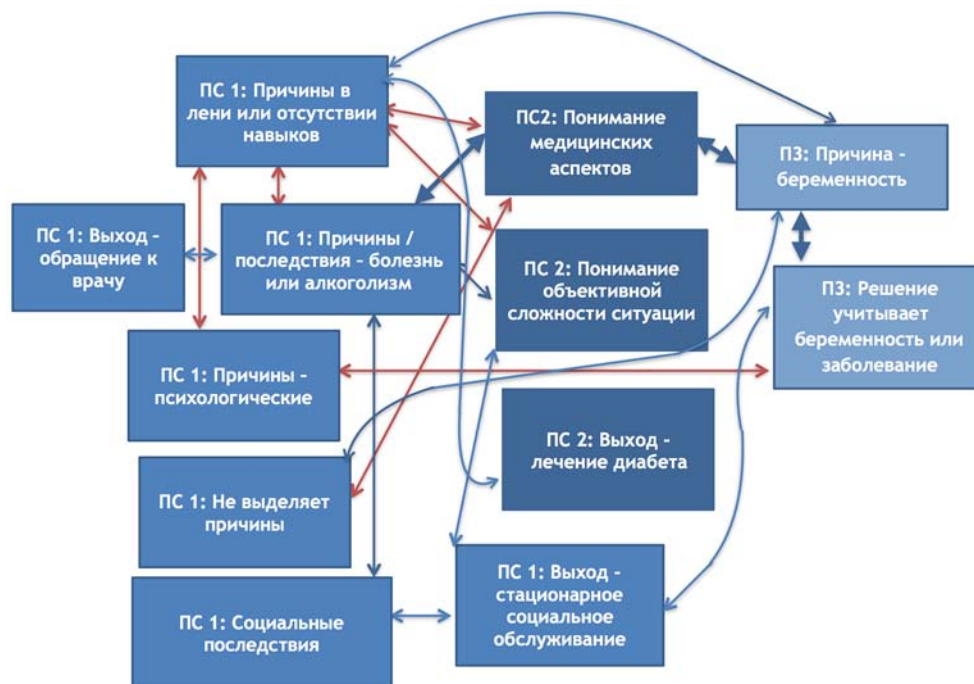 ПС 1: Причины в
лени или отсутствии
навыков
ПС2: Понимание
медицинских
аспектов
П3: Причина –
беременность
ПС 1: Выход –
обращение к
врачу
ПС 1: Причины /
последствия – болезнь
или алкоголизм
ПС 2: Понимание
объективной
сложности ситуации
П3: Решение
учитывает
беременность или
заболевание
ПС 1: Причины –
психологические
ПС 2: Выход –
лечение диабета
ПС 1: Не выделяет
причины
ПС 1: Выход –
стационарное
социальное
обслуживание
ПС 1: Социальные
последствия